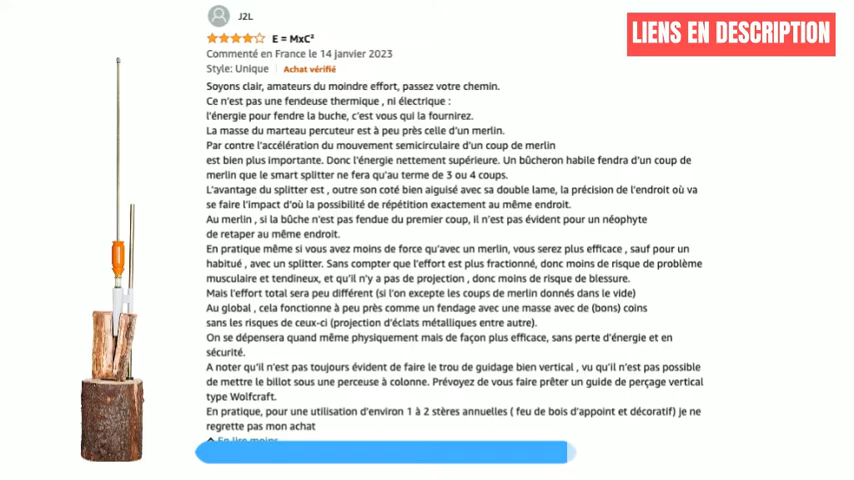 J2L
LIENS EN DESCRIPTION
E = MxC²
Commenté en France le 14 janvier 2023
Style: Unique | Achat vérifié
Soyons clair, amateurs du moindre effort, passez votre chemin.
Ce n'est pas une fendeuse thermique , ni électrique :
l'énergie pour fendre la buche, c'est vous qui la fournirez.
La masse du marteau percuteur est à peu près celle d'un merlin.
Par contre l'accélération du mouvement semicirculaire d'un coup de merlin
est bien plus importante. Donc l'énergie nettement supérieure. Un bûcheron habile fendra d'un coup de
merlin que le smart splitter ne fera qu'au terme de 3 ou 4 coups.
L'avantage du splitter est , outre son coté bien aiguisé avec sa double lame, la précision de l'endroit où va
se faire l'impact d'où la possibilité de répétition exactement au même endroit.
Au merlin , si la bûche n'est pas fendue du premier coup, il n'est pas évident pour un néophyte
de retaper au même endroit.
En pratique même si vous avez moins de force qu'avec un merlin, vous serez plus efficace , sauf pour un
habitué , avec un splitter. Sans compter que l'effort est plus fractionné, donc moins de risque de problème
musculaire et tendineux, et qu'il n'y a pas de projection , donc moins de risque de blessure.
Mais l'effort total sera peu différent (si l'on excepte les coups de merlin donnés dans le vide)
Au global , cela fonctionne à peu près comme un fendage avec une masse avec de (bons) coins
sans les risques de ceux-ci (projection d'éclats métalliques entre autre).
On se dépensera quand même physiquement mais de façon plus efficace, sans perte d'énergie et en
sécurité.
A noter qu'il n'est pas toujours évident de faire le trou de guidage bien vertical , vu qu'il n'est pas possible
de mettre le billot sous une perceuse à colonne. Prévoyez de vous faire prêter un guide de perçage vertical
type Wolfcraft.
En pratique, pour une utilisation d'environ 1 à 2 stères annuelles ( feu de bois d'appoint et décoratif) je ne
regrette pas mon achat
En lire moins